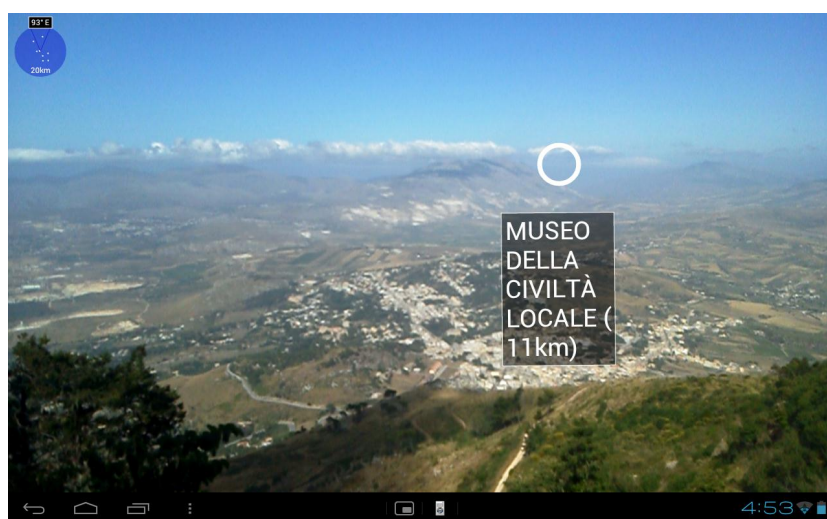 93° E
20km
MUSEO
DELLA
CIVILTÀ
LOCALE (
11km)
4:53